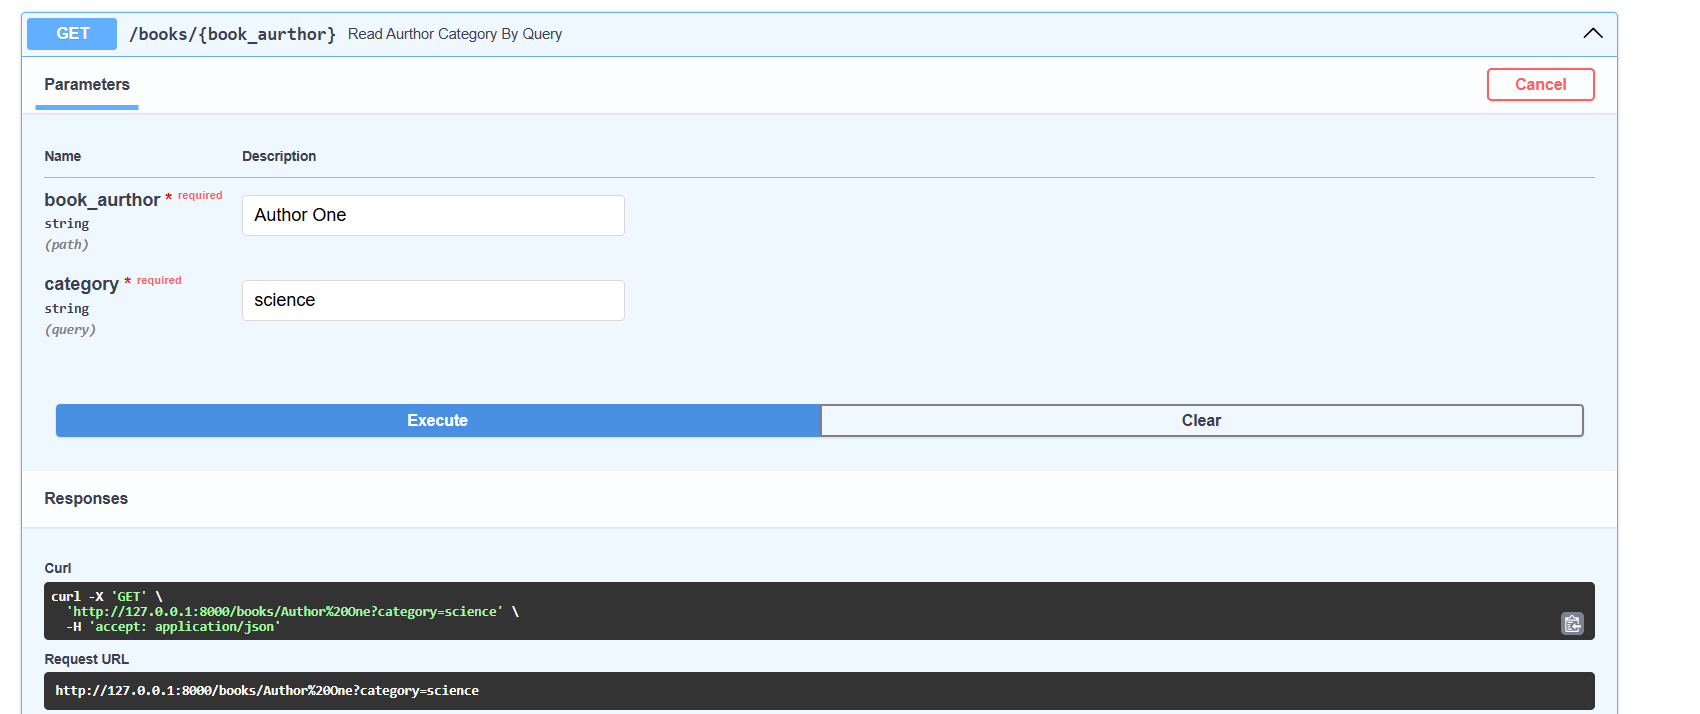 GET /books/{book_aurthor} Read Aurthor Category By Query
Parameters
Cancel
Name Description
book_aurthor * required
string
(path)
Author One
category * required
string
(query)
science
Execute Clear
Responses
Curl
curl -X 'GET' \
'http://127.0.0.1:8000/books/Author%20One?category=science' \
-H 'accept: application/json'
Request URL
http://127.0.0.1:8000/books/Author%20One?category=science